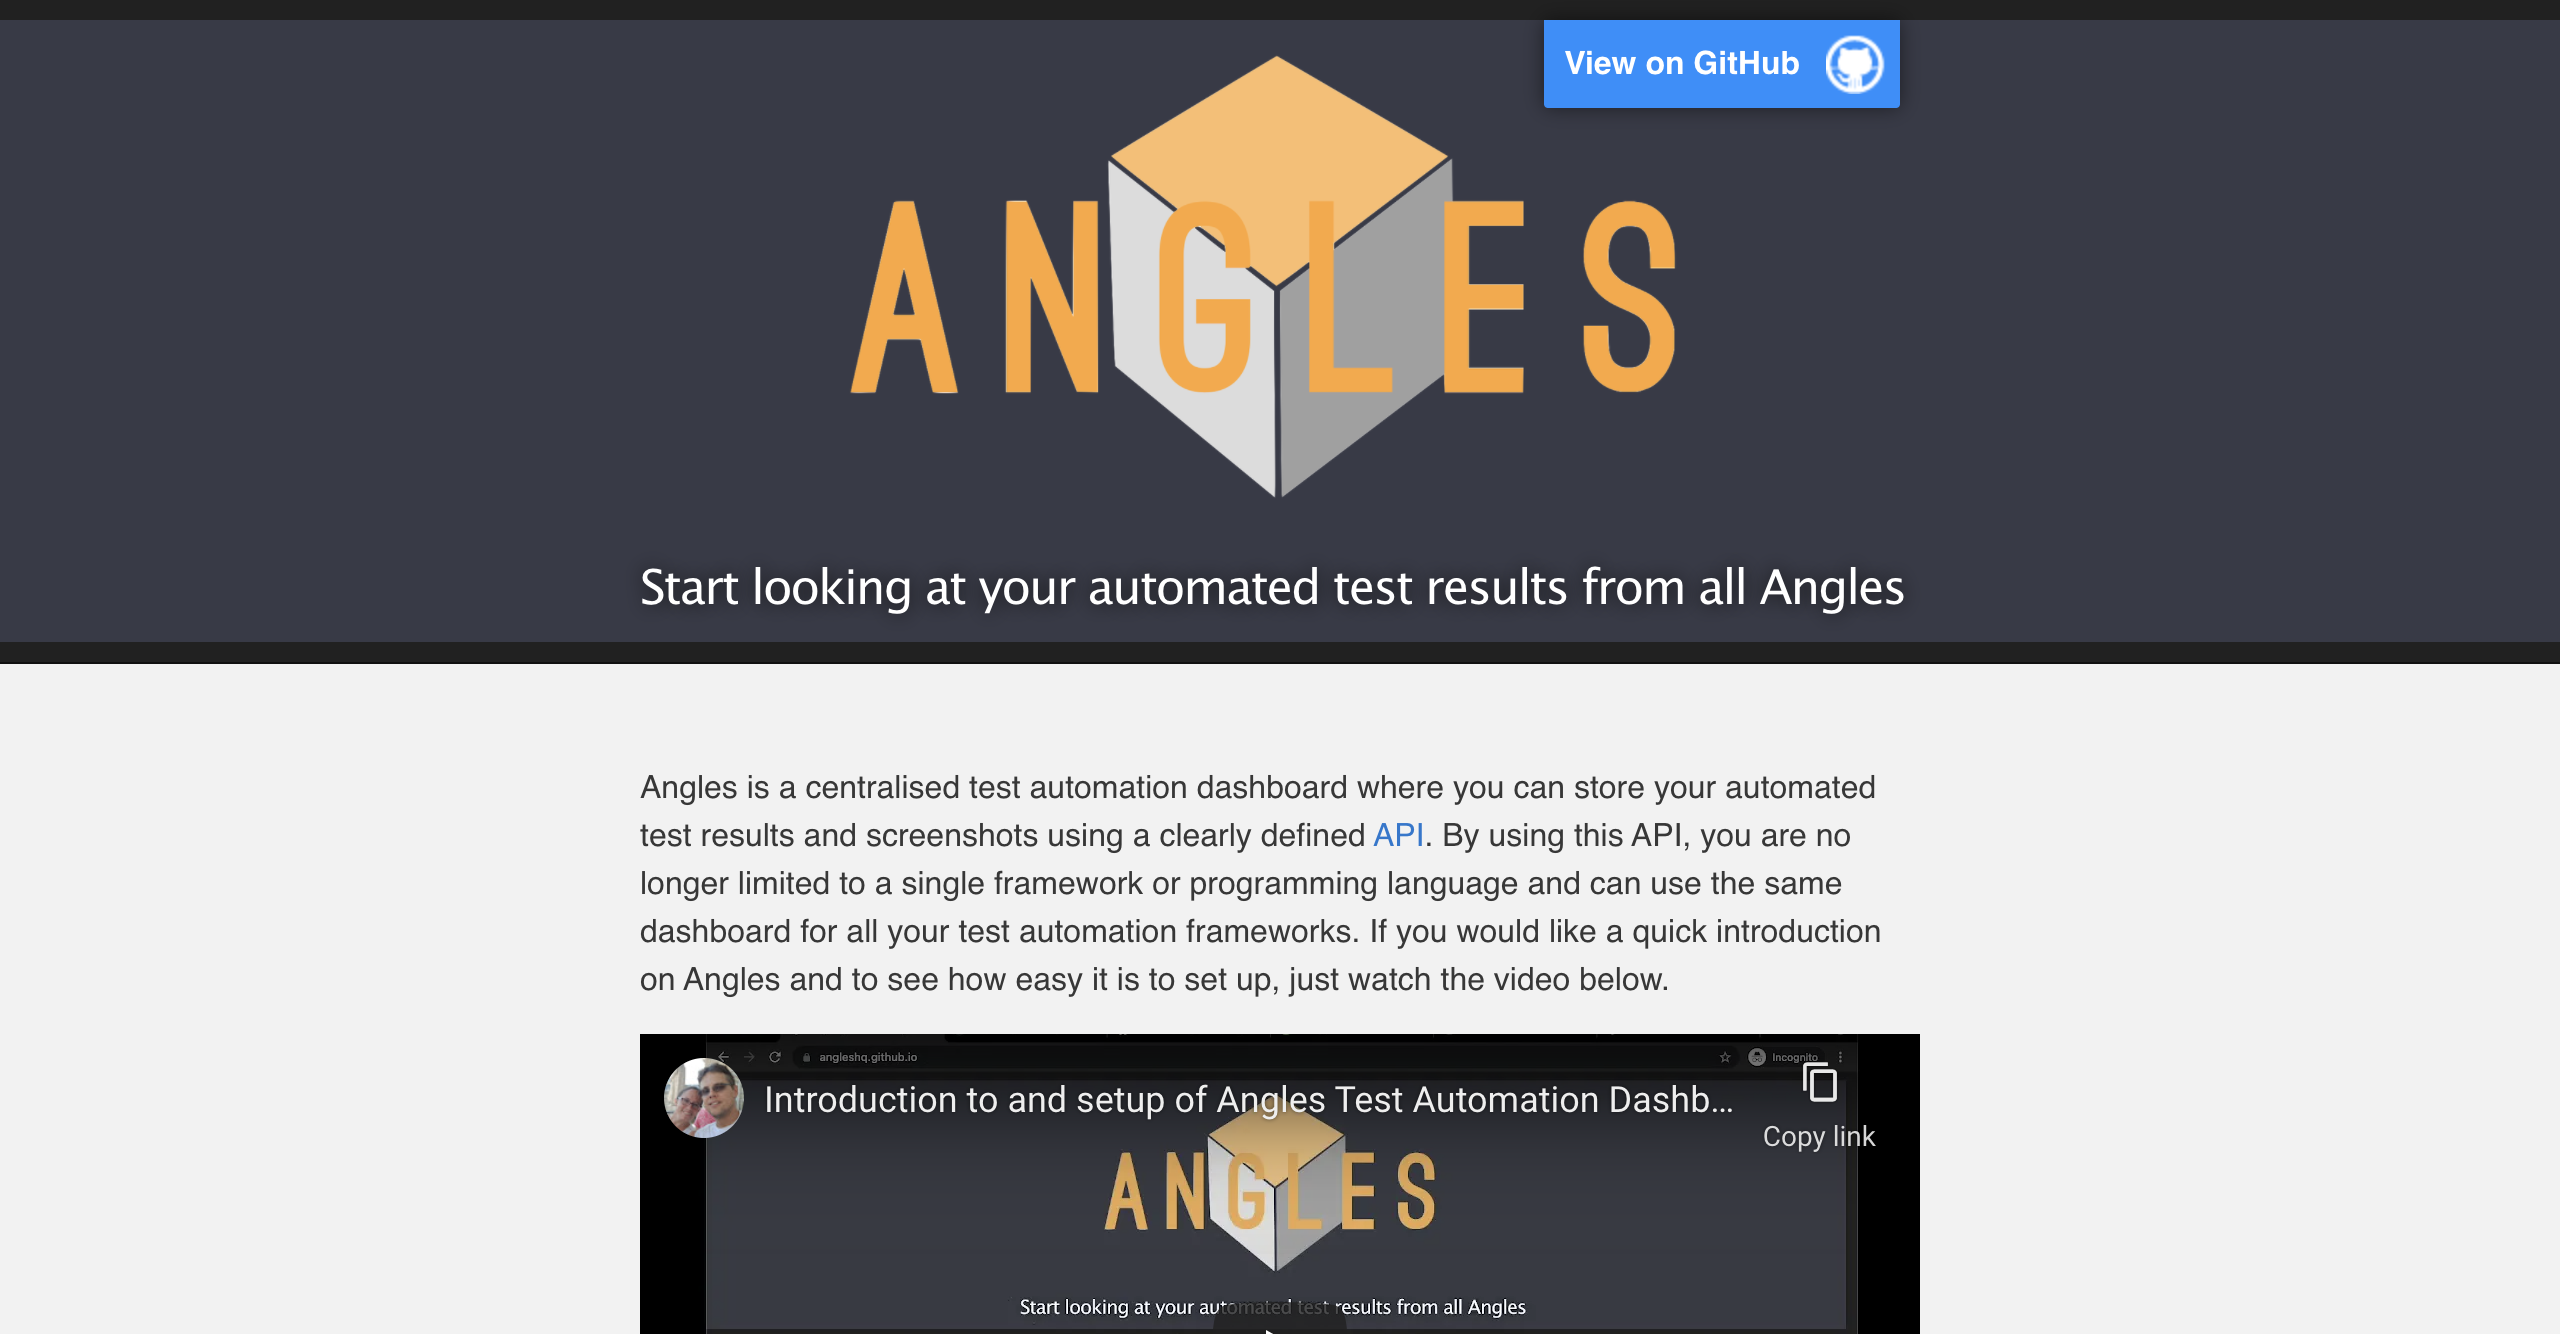 View on GitHub
ANGLES
Start looking at your automated test results from all Angles
Angles is a centralised test automation dashboard where you can store your automated
test results and screenshots using a clearly defined API. By using this API, you are no
longer limited to a single framework or programming language and can use the same
dashboard for all your test automation frameworks. If you would like a quick introduction
on Angles and to see how easy it is to set up, just watch the video below.
angleshq.github.io
Incognito
Introduction to and setup of Angles Test Automation Dashb...
Copy link
ANGLES
Start looking at your automated test results from all Angles